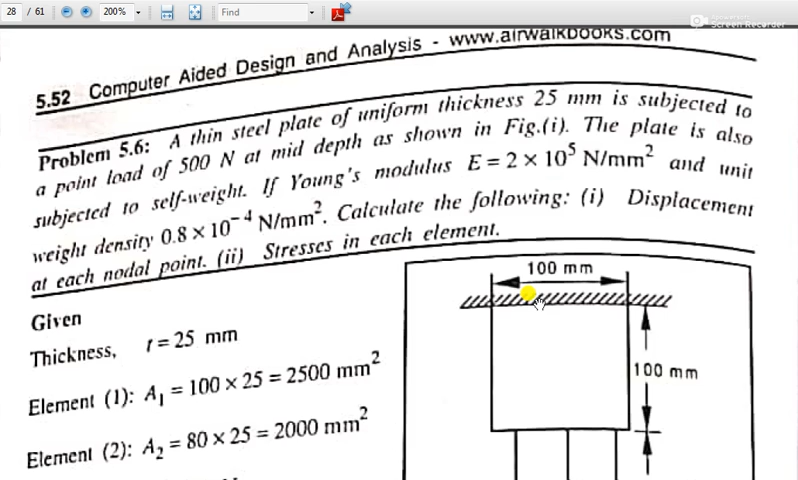 28 / 61
200%
Find
Screen Recorder
5.52 Computer Aided Design and Analysis - www.airwalkbooks.com
Problem 5.6: A thin steel plate of uniform thickness 25 mm is subjected to
a point load of 500 N at mid depth as shown in Fig.(i). The plate is also
subjected to self-weight. If Young's modulus E = 2 × 10⁵ N/mm² and unit
weight density 0.8 × 10⁻⁴ N/mm². Calculate the following: (i) Displacement
at each nodal point. (ii) Stresses in each element.
Given
Thickness, t = 25 mm
Element (1): A₁ = 100 × 25 = 2500 mm²
Element (2): A₂ = 80 × 25 = 2000 mm²
100 mm
100 mm